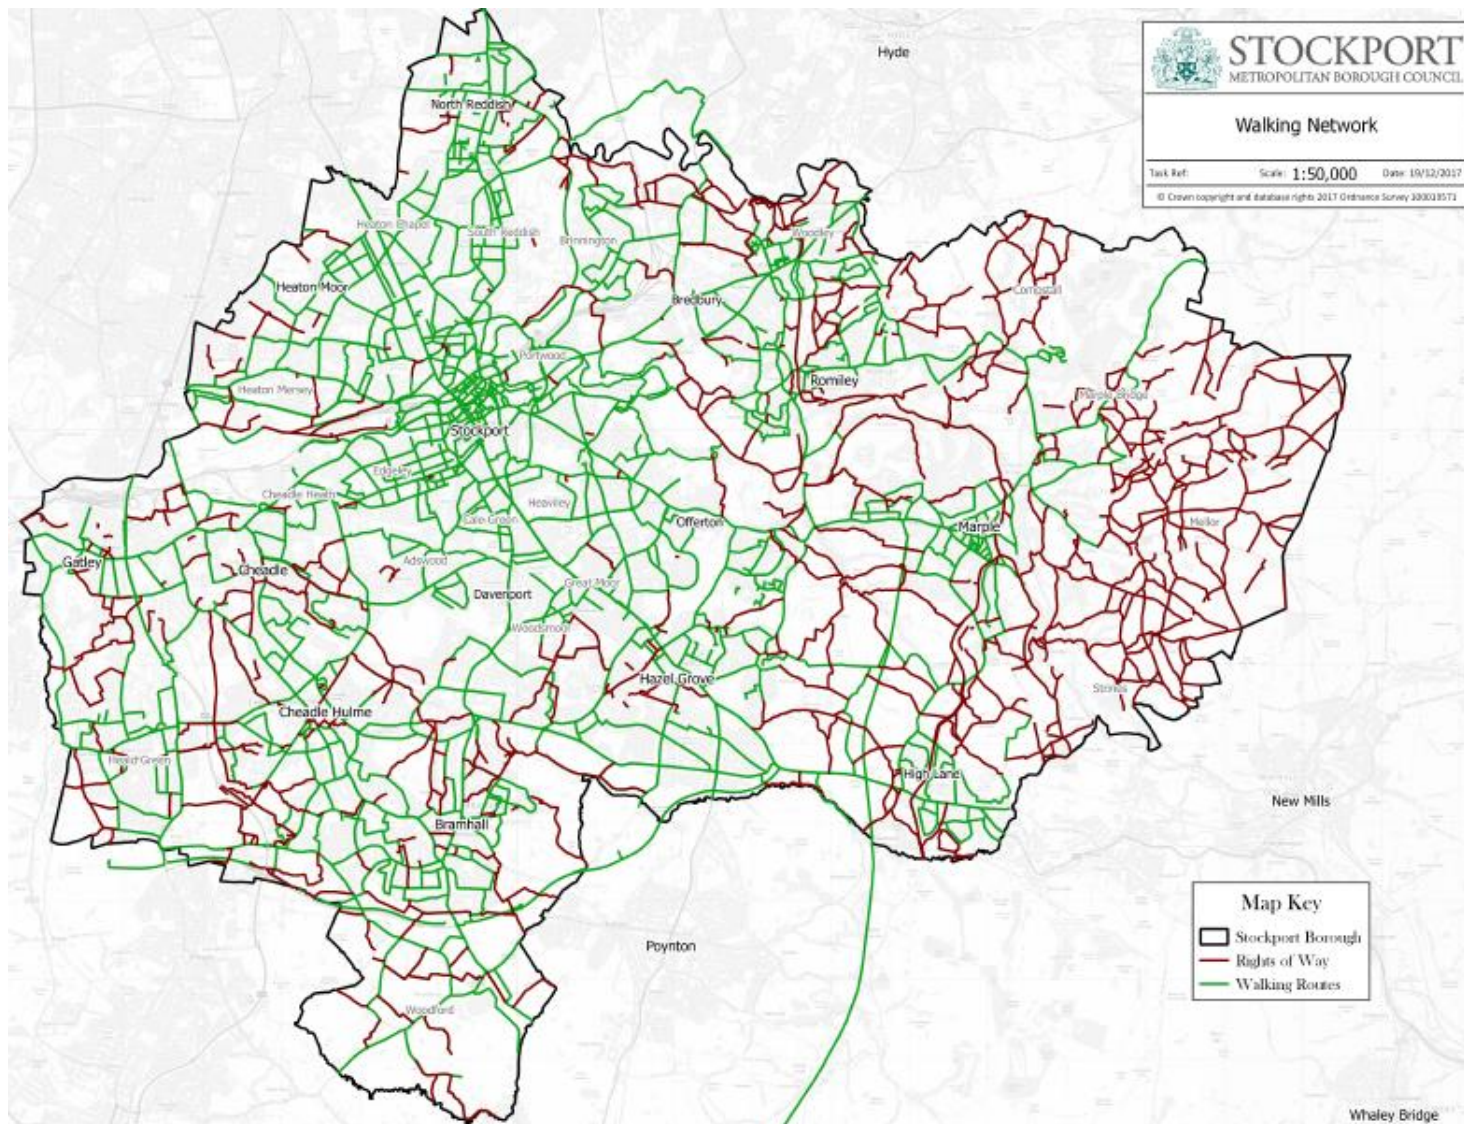 Hyde
STOCKPORT
METROPOLITAN BOROUGH COUNCIL
Walking Network
Task Ref: Scale: 1:50,000 Date: 19/12/2017
© Crown copyright and database rights 2017 Ordnance Survey 100019571
North Reddish
Heaton Chapel
South Reddish
Brinnington
Woodley
Heaton Moor
Bredbury
Compstall
Portwood
Romiley
Heaton Mersey
Marple Bridge
Stockport
Edgeley
Cheadle Heath
Heaviley
Cale Green
Offerton
Marple
Mellor
Gatley
Cheadle
Adswood
Great Moor
Davenport
Woodsmoor
Hazel Grove
Strines
Cheadle Hulme
Heald Green
High Lane
New Mills
Bramhall
Map Key
Stockport Borough
Rights of Way
Walking Routes
Poynton
Woodford
Whaley Bridge